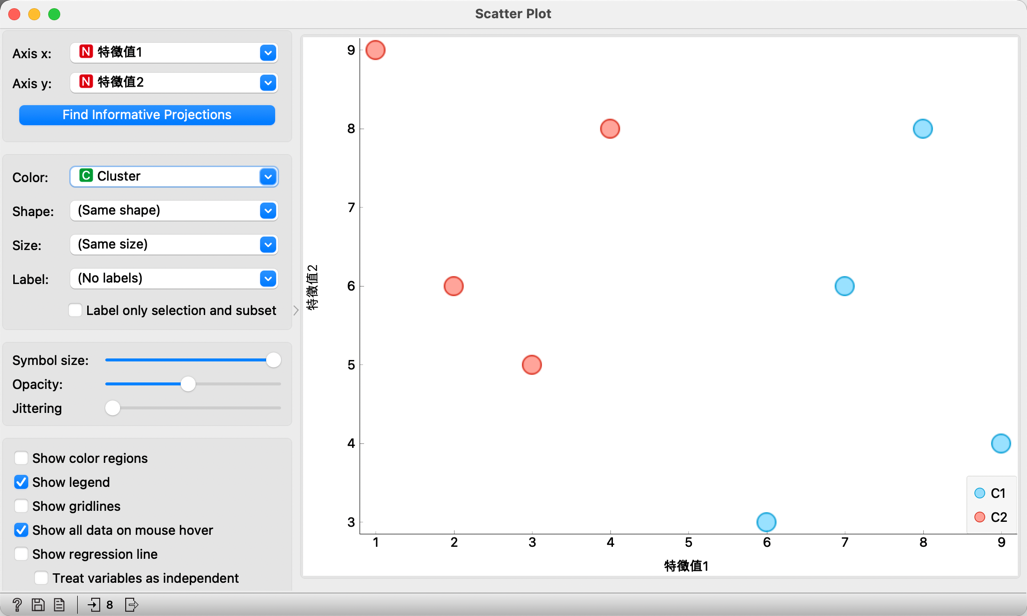 Scatter Plot
Axis x: N 特徵值1
Axis y: N 特徵值2
Find Informative Projections
Color: C Cluster
Shape: (Same shape)
Size: (Same size)
Label: (No labels)
Label only selection and subset
Symbol size:
Opacity:
Jittering
Show color regions
Show legend
Show gridlines
Show all data on mouse hover
Show regression line
Treat variables as independent
? 8
9
8
7
6
5
4
3
特徵值2
1 2 3 4 5 6 7 8 9
特徵值1
C1
C2